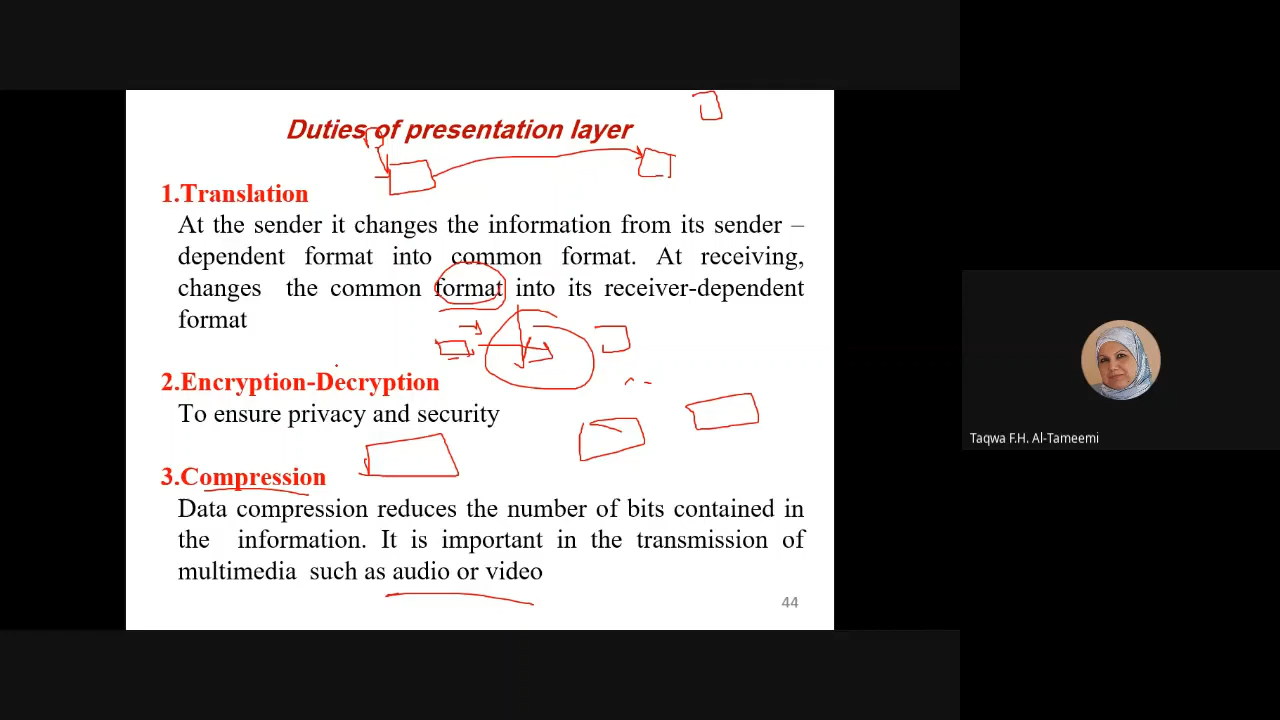 Duties of presentation layer
1.Translation
At the sender it changes the information from its sender –
dependent format into common format. At receiving,
changes the common format into its receiver-dependent
format
2.Encryption-Decryption
To ensure privacy and security
3.Compression
Data compression reduces the number of bits contained in
the information. It is important in the transmission of
multimedia such as audio or video
44
Taqwa F.H. Al-Tameemi